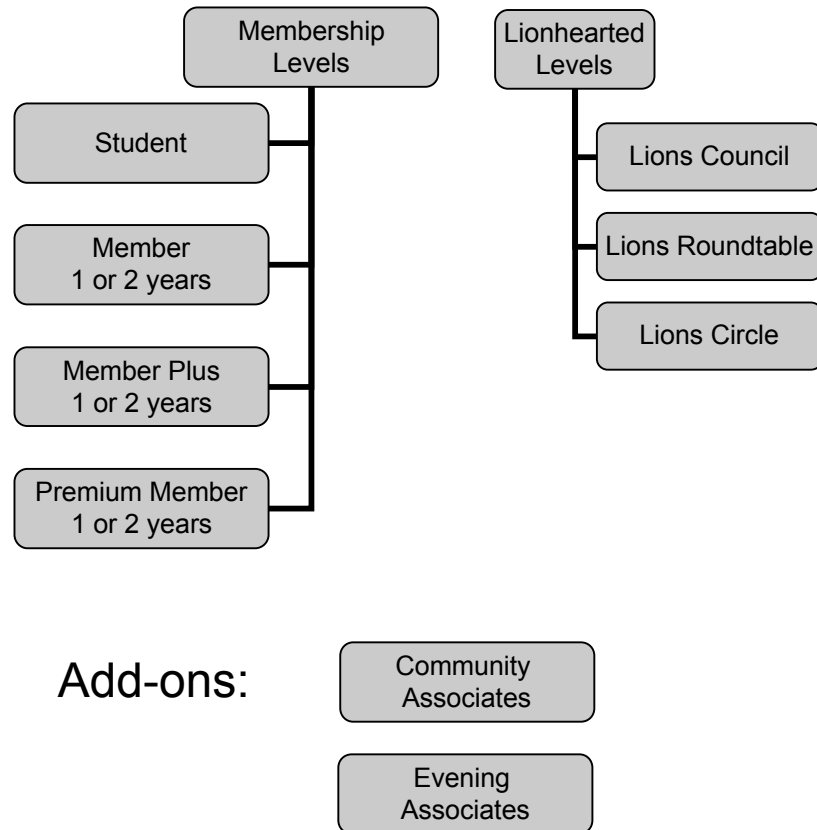 Membership
Levels
Student
Member
1 or 2 years
Member Plus
1 or 2 years
Premium Member
1 or 2 years
Lionhearted
Levels
Lions Council
Lions Roundtable
Lions Circle
Add-ons:
Community
Associates
Evening
Associates